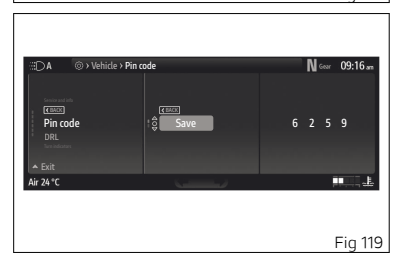 A
Vehicle > Pin code
N Gear 09:16 am
BACK
Pin code
DRL
Exit
BACK
Save
6 2 5 9
Air 24 °C
Fig 119